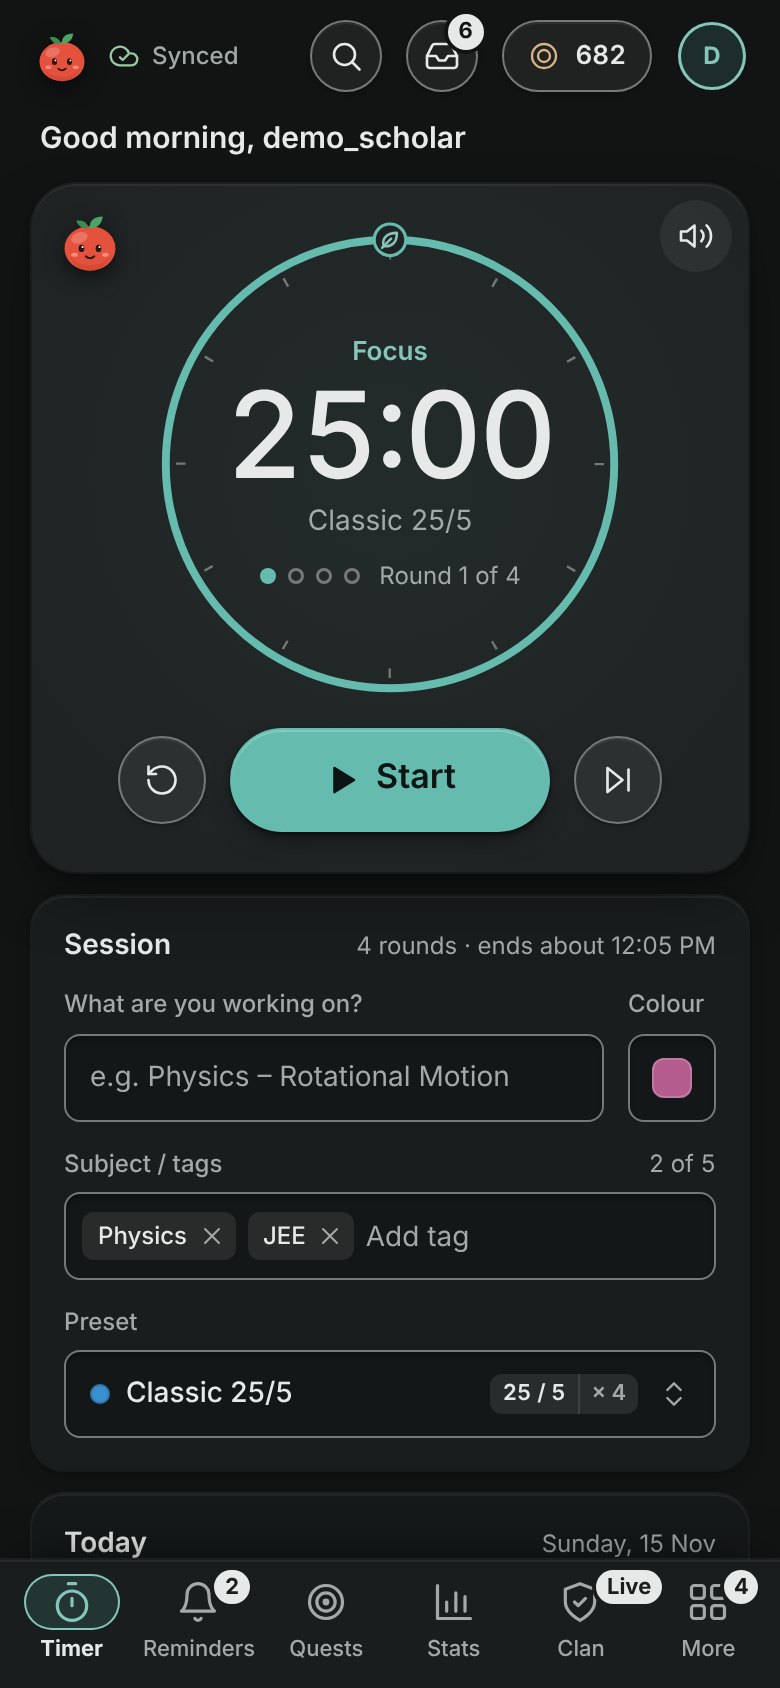 Synced
6
682
D
Good morning, demo_scholar
Focus
25:00
Classic 25/5
Round 1 of 4
Start
Session
4 rounds · ends about 12:05 PM
What are you working on?
Colour
e.g. Physics – Rotational Motion
Subject / tags
2 of 5
Physics
JEE
Add tag
Preset
Classic 25/5
25 / 5
× 4
Today
Sunday, 15 Nov
2
Live
4
Timer
Reminders
Quests
Stats
Clan
More